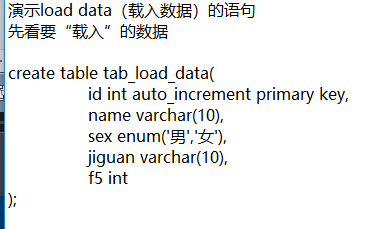 演示load data（载入数据）的语句
先看要“载入”的数据
create table tab_load_data(
id int auto_increment primary key,
name varchar(10),
sex enum('男','女'),
jiguan varchar(10),
f5 int
);